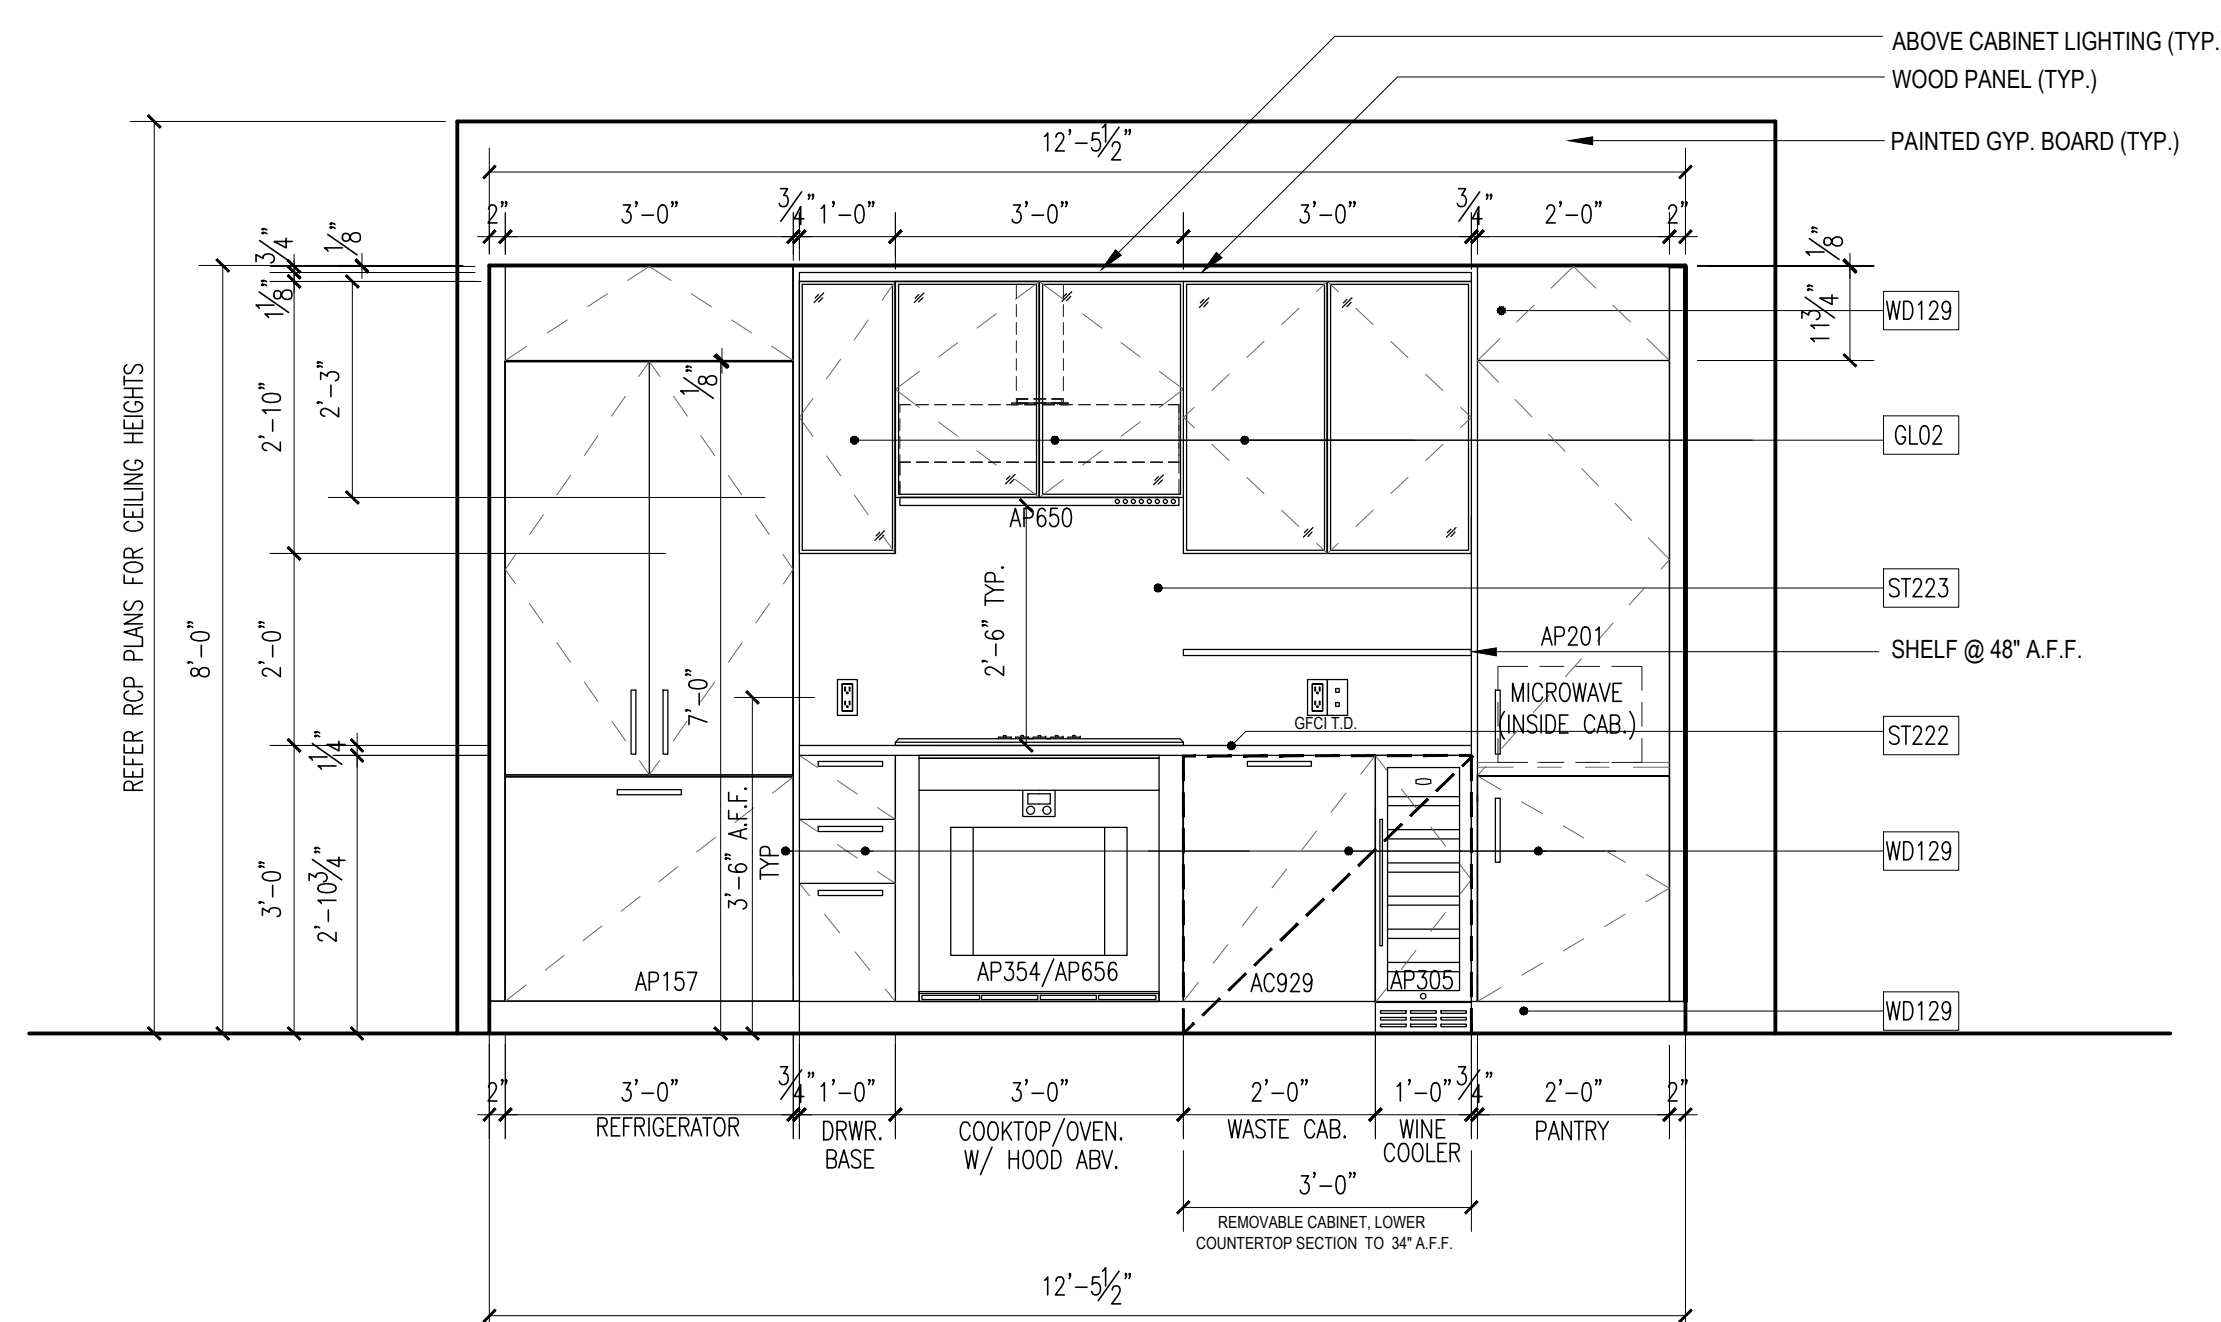 ABOVE CABINET LIGHTING (TYP.
WOOD PANEL (TYP.)
PAINTED GYP. BOARD (TYP.)
12'-5½"
2" 3'-0" ¾" 1'-0" 3'-0" 3'-0" ¾" 2'-0" 2"
¾" ⅛"
1⅛"
⅛"
11¾"
WD129
REFER RCP PLANS FOR CEILING HEIGHTS
8'-0"
2'-10"
2'-3"
⅛"
GL02
AP650
2'-6" TYP.
ST223
2'-0"
AP201
SHELF @ 48" A.F.F.
7'-0"
MICROWAVE
(INSIDE CAB.)
GFCI T.D.
ST222
1¼"
3'-0"
2'-10¾"
3'-6" A.F.F.
TYP
WD129
AP157
AP354/AP656
AC929
AP305
WD129
2" 3'-0" ¾" 1'-0" 3'-0" 2'-0" 1'-0" ¾" 2'-0" 2"
REFRIGERATOR
DRWR.
BASE
COOKTOP/OVEN.
W/ HOOD ABV.
WASTE CAB.
WINE
COOLER
PANTRY
3'-0"
REMOVABLE CABINET, LOWER
COUNTERTOP SECTION TO 34" A.F.F.
12'-5½"